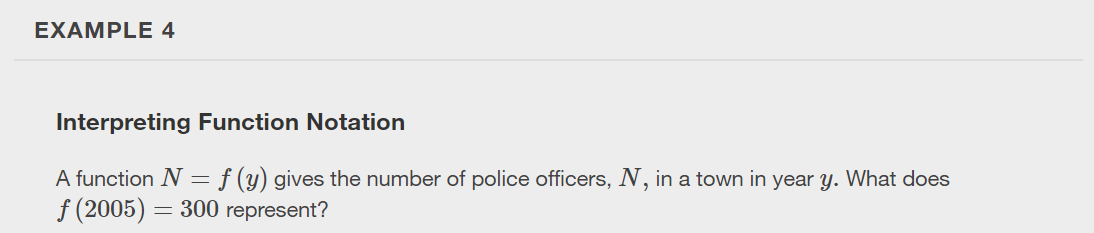 EXAMPLE 4
Interpreting Function Notation
A function N = f (y) gives the number of police officers, N, in a town in year y. What does
f (2005) = 300 represent?